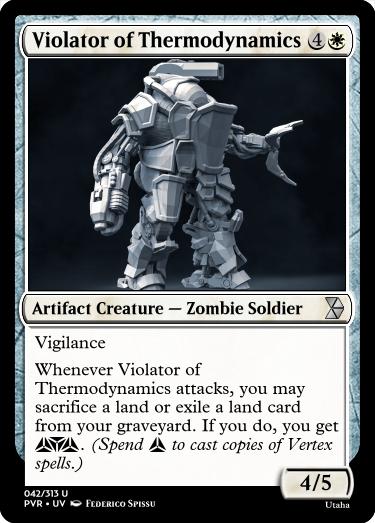 Violator of Thermodynamics 4
Artifact Creature — Zombie Soldier
Vigilance
Whenever Violator of
Thermodynamics attacks, you may
sacrifice a land or exile a land card
from your graveyard. If you do, you get
. (Spend to cast copies of Vertex
spells.)
4/5
042/313 U
PVR • UV Federico Spissu
Utaha